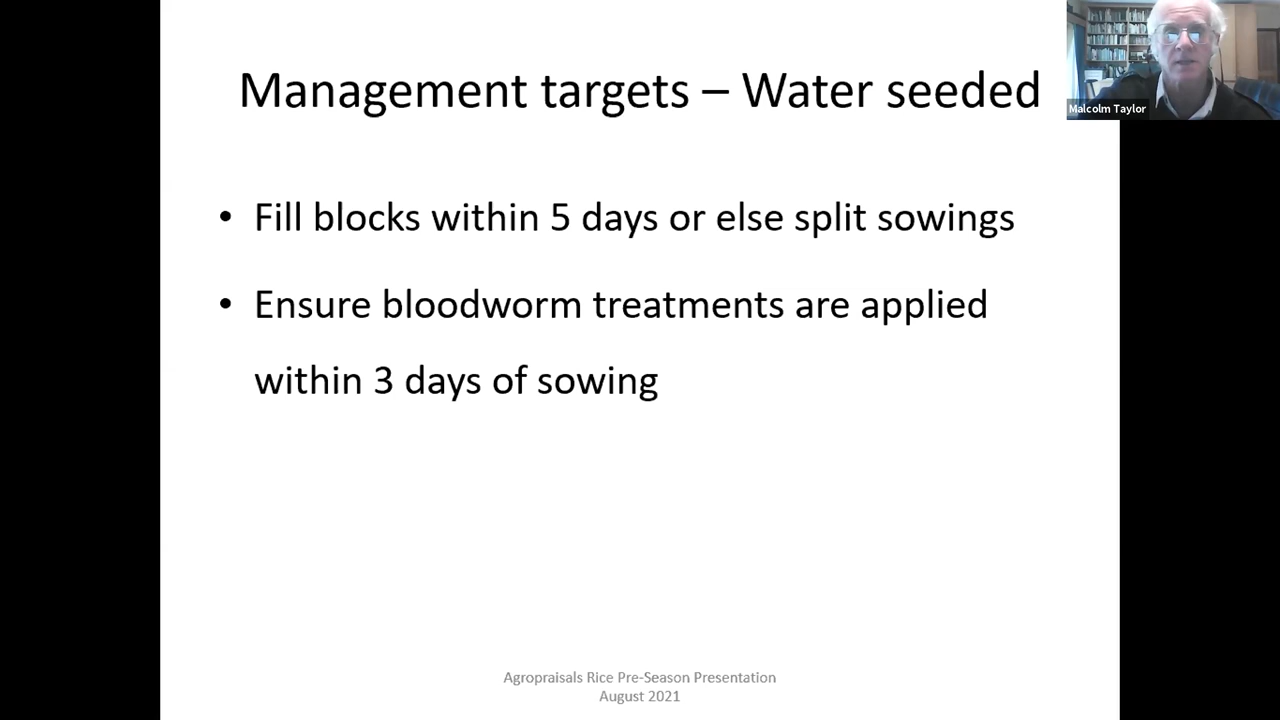 Management targets – Water seeded
Malcolm Taylor
• Fill blocks within 5 days or else split sowings
• Ensure bloodworm treatments are applied
within 3 days of sowing
Agropraisals Rice Pre-Season Presentation
August 2021